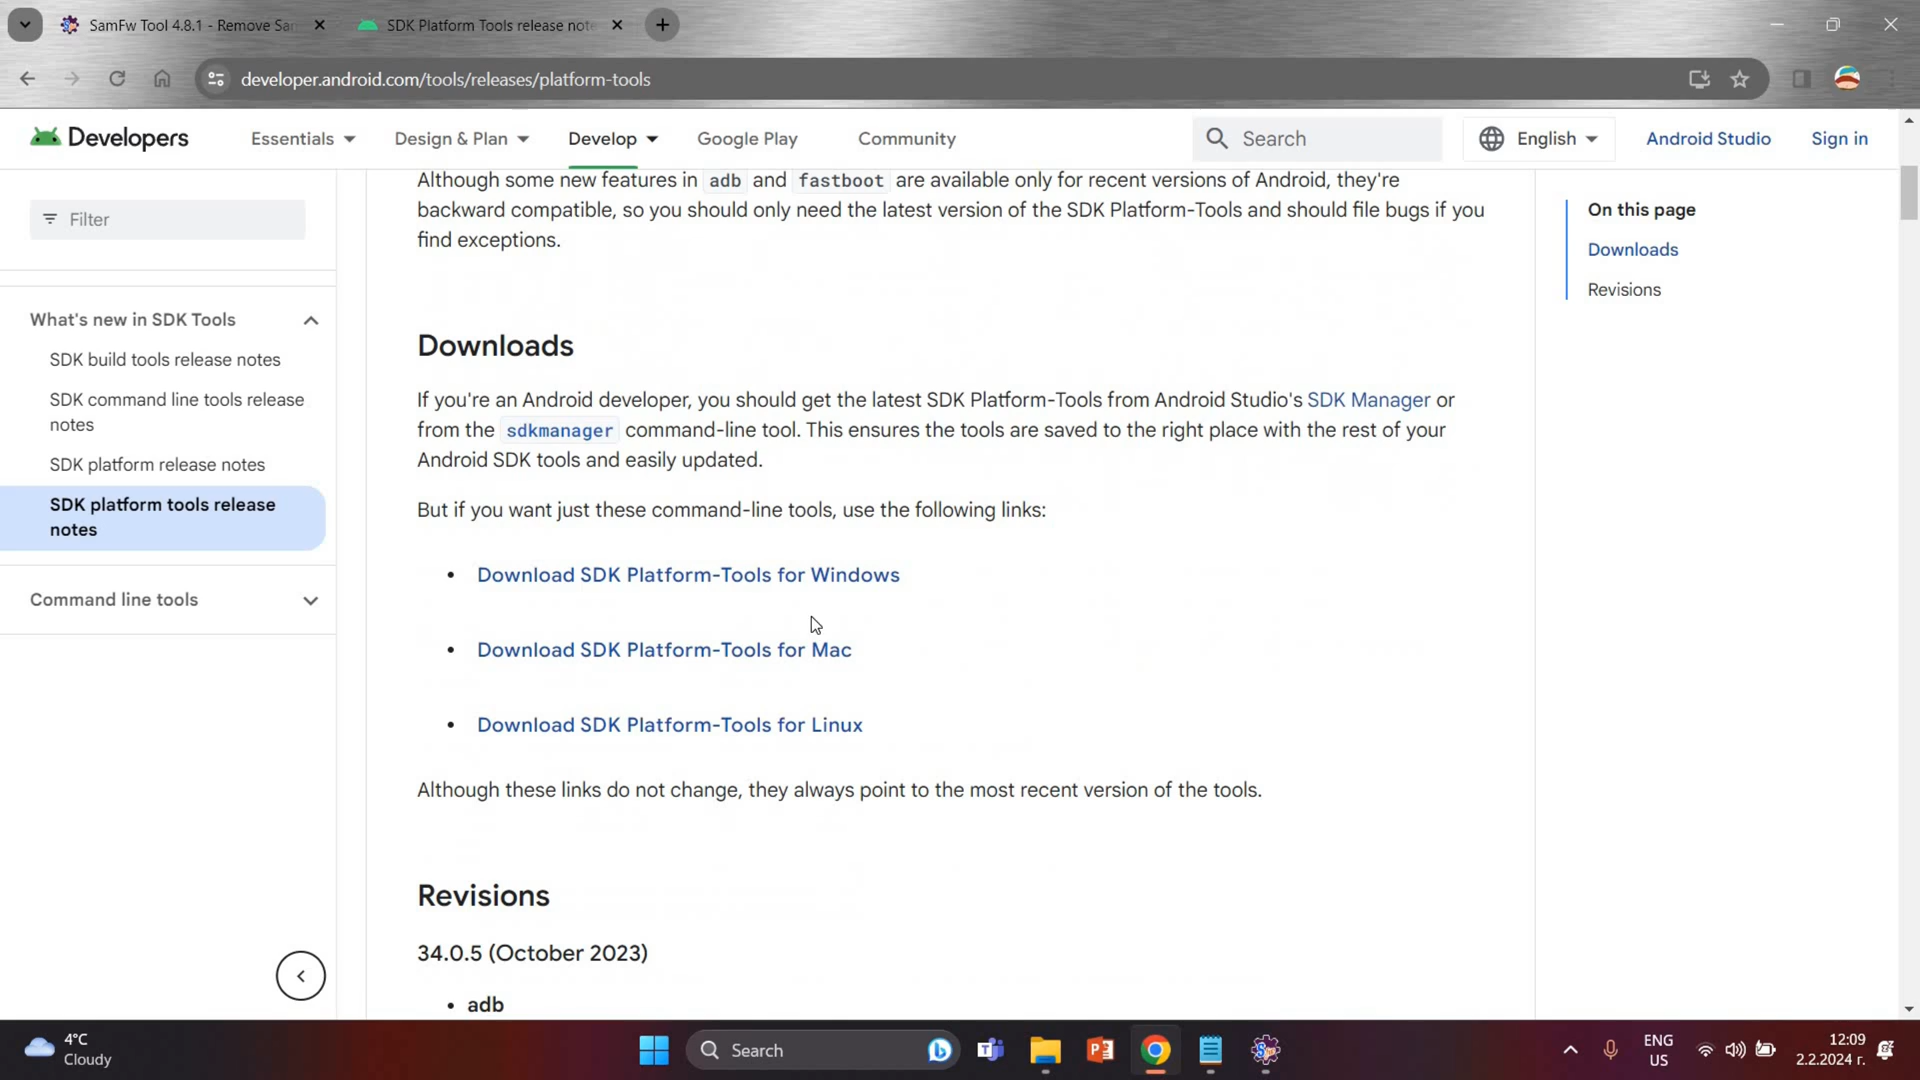 SamFw Tool 4.8.1 - Remove Sa
SDK Platform Tools release not
developer.android.com/tools/releases/platform-tools
Developers
Essentials
Design & Plan
Develop
Google Play
Community
Search
English
Android Studio
Sign in
Filter
What's new in SDK Tools
SDK build tools release notes
SDK command line tools release
notes
SDK platform release notes
SDK platform tools release
notes
Command line tools
Although some new features in adb and fastboot are available only for recent versions of Android, they're
backward compatible, so you should only need the latest version of the SDK Platform-Tools and should file bugs if you
find exceptions.
Downloads
If you're an Android developer, you should get the latest SDK Platform-Tools from Android Studio's SDK Manager or
from the sdkmanager command-line tool. This ensures the tools are saved to the right place with the rest of your
Android SDK tools and easily updated.
But if you want just these command-line tools, use the following links:
• Download SDK Platform-Tools for Windows
• Download SDK Platform-Tools for Mac
• Download SDK Platform-Tools for Linux
Although these links do not change, they always point to the most recent version of the tools.
Revisions
34.0.5 (October 2023)
• adb
On this page
Downloads
Revisions
4°C
Cloudy
Search
ENG
US
12:09
2.2.2024 г.